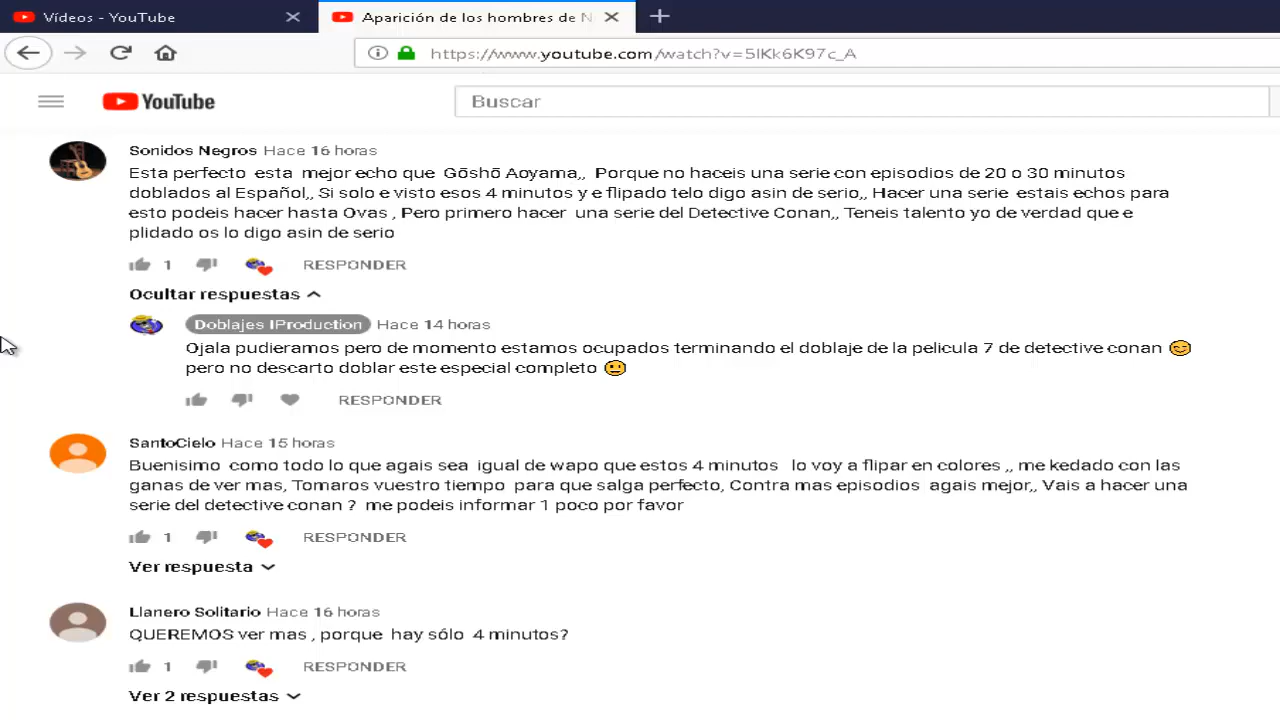 Vídeos - YouTube
Aparición de los hombres de N
https://www.youtube.com/watch?v=5IKk6K97c_A
YouTube
Buscar
Sonidos Negros Hace 16 horas
Esta perfecto esta mejor echo que Gōshō Aoyama,, Porque no haceis una serie con episodios de 20 o 30 minutos
doblados al Español,, Si solo e visto esos 4 minutos y e flipado telo digo asin de serio,, Hacer una serie estais echos para
esto podeis hacer hasta Ovas , Pero primero hacer una serie del Detective Conan,, Teneis talento yo de verdad que e
plidado os lo digo asin de serio
1 RESPONDER
Ocultar respuestas
Doblajes IProduction Hace 14 horas
Ojala pudieramos pero de momento estamos ocupados terminando el doblaje de la pelicula 7 de detective conan 😊
pero no descarto doblar este especial completo 🙂
RESPONDER
SantoCielo Hace 15 horas
Buenisimo como todo lo que agais sea igual de wapo que estos 4 minutos lo voy a flipar en colores ,, me kedado con las
ganas de ver mas, Tomaros vuestro tiempo para que salga perfecto, Contra mas episodios agais mejor,, Vais a hacer una
serie del detective conan ? me podeis informar 1 poco por favor
1 RESPONDER
Ver respuesta
Llanero Solitario Hace 16 horas
QUEREMOS ver mas , porque hay sólo 4 minutos?
1 RESPONDER
Ver 2 respuestas